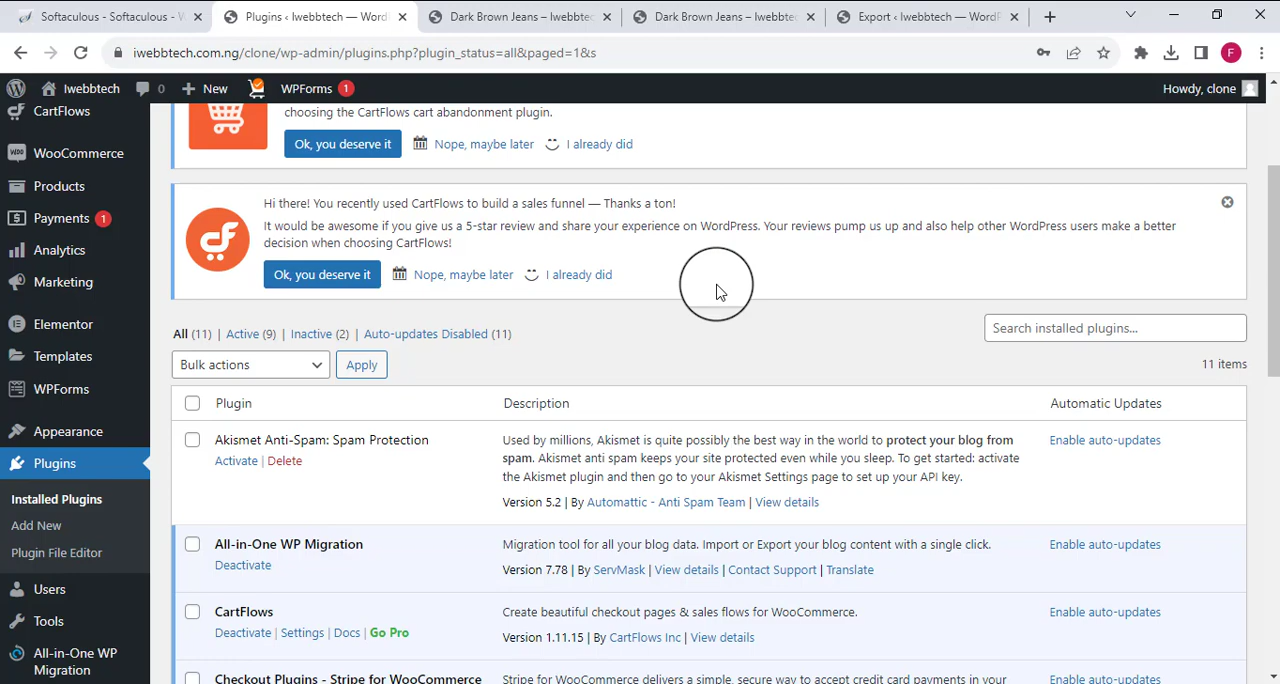 Softaculous - Softaculous - W
Plugins ‹ Iwebbtech — WordP
Dark Brown Jeans – Iwebbtec
Dark Brown Jeans – Iwebbtec
Export ‹ Iwebbtech — WordP
iwebbtech.com.ng/clone/wp-admin/plugins.php?plugin_status=all&paged=1&s
F
Iwebbtech
0
New
WPForms 1
Howdy, clone
CartFlows
WooCommerce
Products
Payments 1
Analytics
Marketing
Elementor
Templates
WPForms
Appearance
Plugins
Installed Plugins
Add New
Plugin File Editor
Users
Tools
All-in-One WP
Migration
choosing the CartFlows cart abandonment plugin.
Ok, you deserve it
Nope, maybe later
I already did
Hi there! You recently used CartFlows to build a sales funnel — Thanks a ton!
It would be awesome if you give us a 5-star review and share your experience on WordPress. Your reviews pump us up and also help other WordPress users make a better
decision when choosing CartFlows!
Ok, you deserve it
Nope, maybe later
I already did
All (11) | Active (9) | Inactive (2) | Auto-updates Disabled (11)
Search installed plugins...
Bulk actions
Apply
11 items
Plugin
Description
Automatic Updates
Akismet Anti-Spam: Spam Protection
Activate | Delete
Used by millions, Akismet is quite possibly the best way in the world to protect your blog from
spam. Akismet anti spam keeps your site protected even while you sleep. To get started: activate
the Akismet plugin and then go to your Akismet Settings page to set up your API key.
Version 5.2 | By Automattic - Anti Spam Team | View details
Enable auto-updates
All-in-One WP Migration
Deactivate
Migration tool for all your blog data. Import or Export your blog content with a single click.
Version 7.78 | By ServMask | View details | Contact Support | Translate
Enable auto-updates
CartFlows
Deactivate | Settings | Docs | Go Pro
Create beautiful checkout pages & sales flows for WooCommerce.
Version 1.11.15 | By CartFlows Inc | View details
Enable auto-updates
Checkout Plugins - Stripe for WooCommerce
Stripe for WooCommerce delivers a simple, secure way to accept credit card payments in your
Enable auto-updates